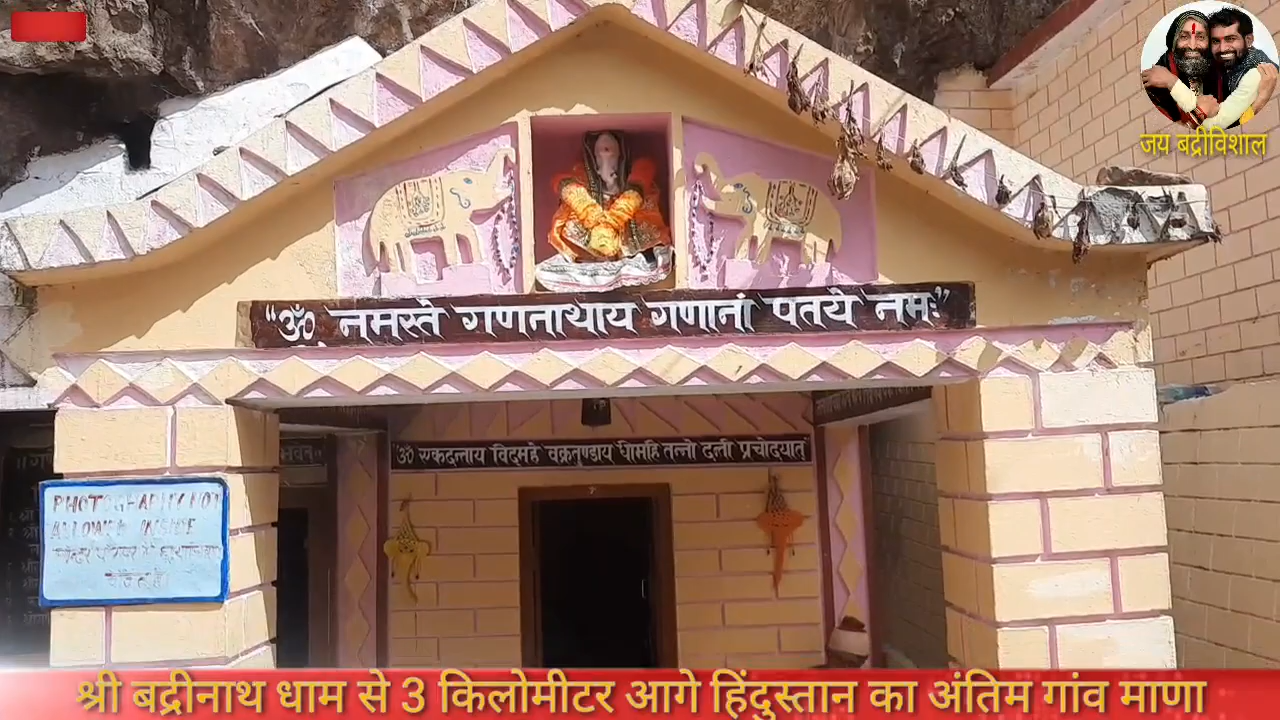 जय बद्रीविशाल
“ॐ नमस्ते गणनाथाय गणानां पतये नमः”
ॐ एकदन्ताय विद्महे वक्रतुण्डाय धीमहि तन्नो दन्ती प्रचोदयात्
PHOTOGHAPHY NOT
ALLOWED INSIDE
श्री बद्रीनाथ धाम से 3 किलोमीटर आगे हिंदुस्तान का अंतिम गांव माणा